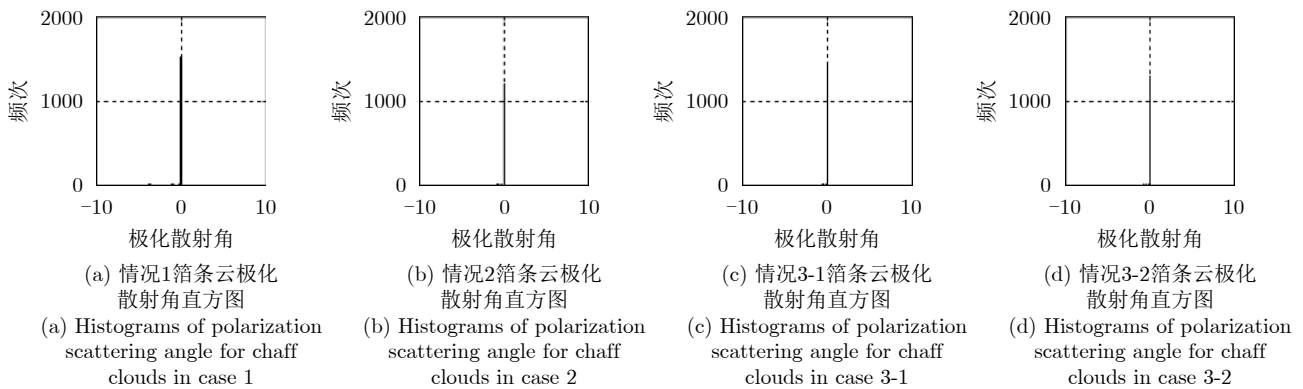 2000
1000
0
频次
−10
0
10
极化散射角
(a) 情况1箔条云极化
散射角直方图
(a) Histograms of polarization
scattering angle for chaff
clouds in case 1
2000
1000
0
频次
−10
0
10
极化散射角
(b) 情况2箔条云极化
散射角直方图
(b) Histograms of polarization
scattering angle for chaff
clouds in case 2
2000
1000
0
频次
−10
0
10
极化散射角
(c) 情况3-1箔条云极化
散射角直方图
(c) Histograms of polarization
scattering angle for chaff
clouds in case 3-1
2000
1000
0
频次
−10
0
10
极化散射角
(d) 情况3-2箔条云极化
散射角直方图
(d) Histograms of polarization
scattering angle for chaff
clouds in case 3-2